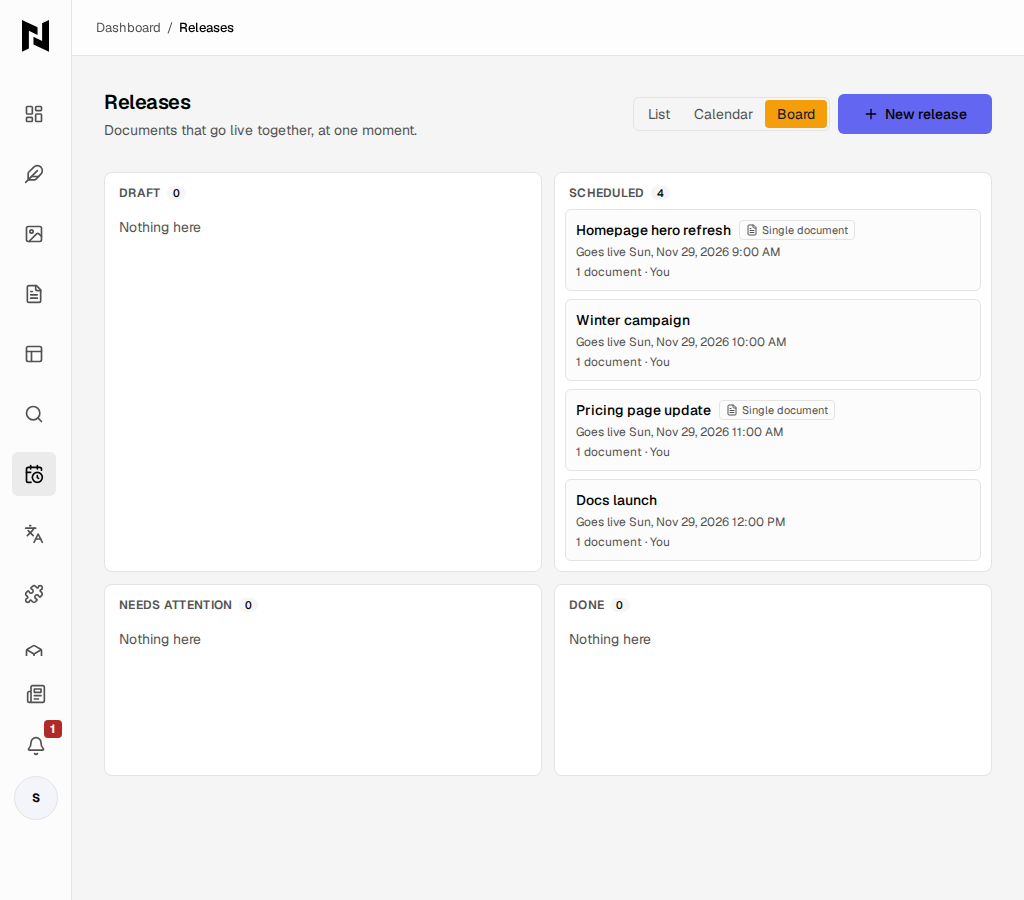 Dashboard / Releases
Releases
Documents that go live together, at one moment.
List
Calendar
Board
+ New release
DRAFT 0
Nothing here
SCHEDULED 4
Homepage hero refresh
Single document
Goes live Sun, Nov 29, 2026 9:00 AM
1 document · You
Winter campaign
Goes live Sun, Nov 29, 2026 10:00 AM
1 document · You
Pricing page update
Single document
Goes live Sun, Nov 29, 2026 11:00 AM
1 document · You
Docs launch
Goes live Sun, Nov 29, 2026 12:00 PM
1 document · You
NEEDS ATTENTION 0
Nothing here
DONE 0
Nothing here
1
S